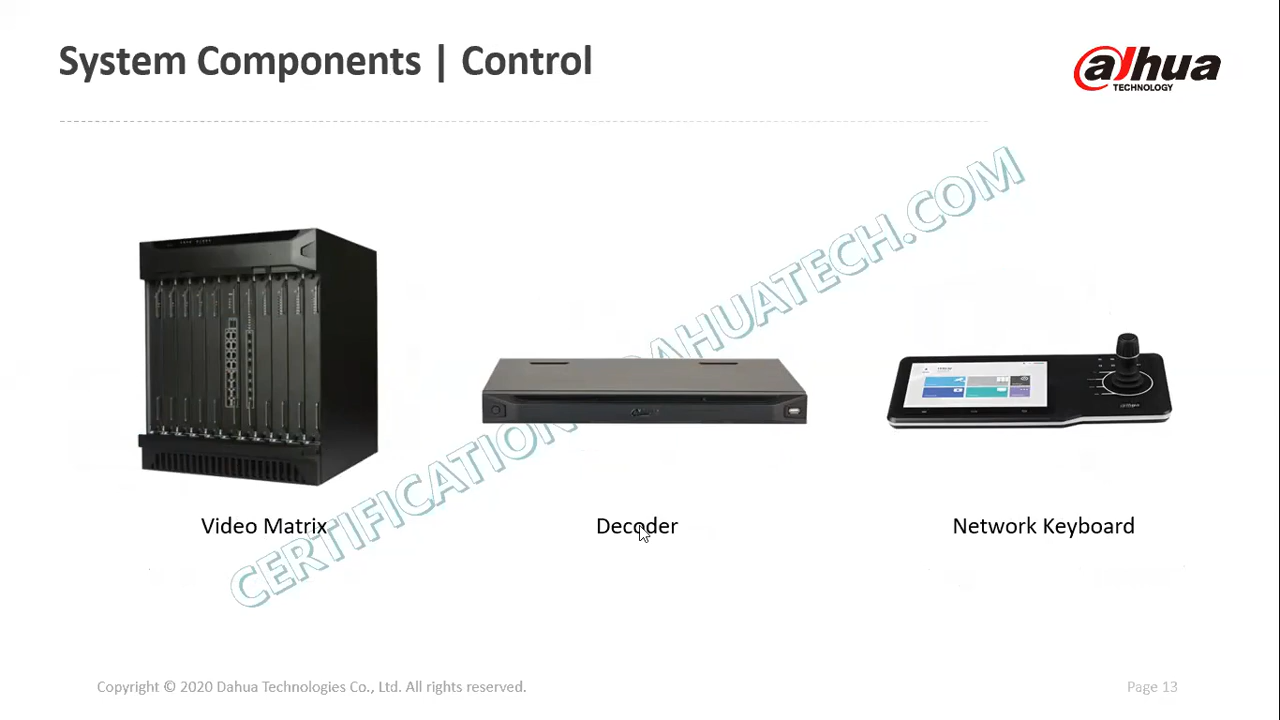 System Components | Control
alhua
TECHNOLOGY
CERTIFICATION.DAHUATECH.COM
Video Matrix
Decoder
Network Keyboard
Copyright © 2020 Dahua Technologies Co., Ltd. All rights reserved.
Page 13